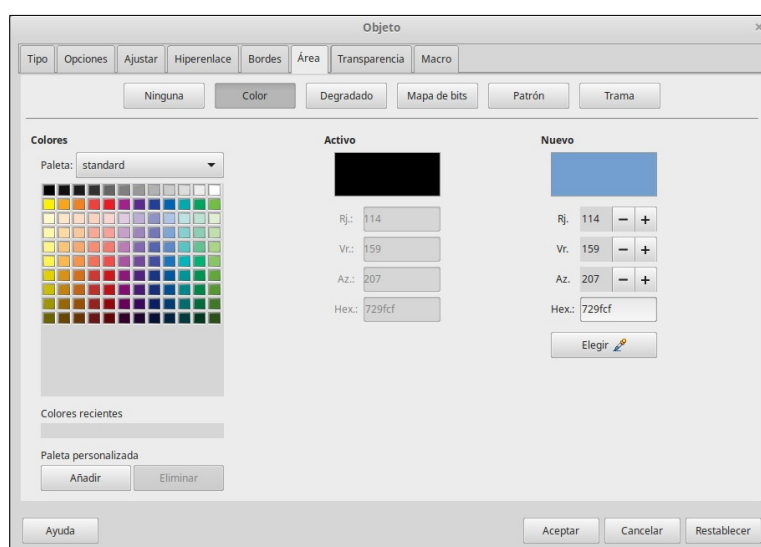 Objeto ×
Tipo Opciones Ajustar Hiperenlace Bordes Área Transparencia Macro
Ninguna Color Degradado Mapa de bits Patrón Trama
Colores
Paleta: standard
Colores recientes
Paleta personalizada
Añadir Eliminar
Activo
Rj.: 114
Vr.: 159
Az.: 207
Hex.: 729fcf
Nuevo
Rj. 114 − +
Vr. 159 − +
Az. 207 − +
Hex.: 729fcf
Elegir
Ayuda Aceptar Cancelar Restablecer